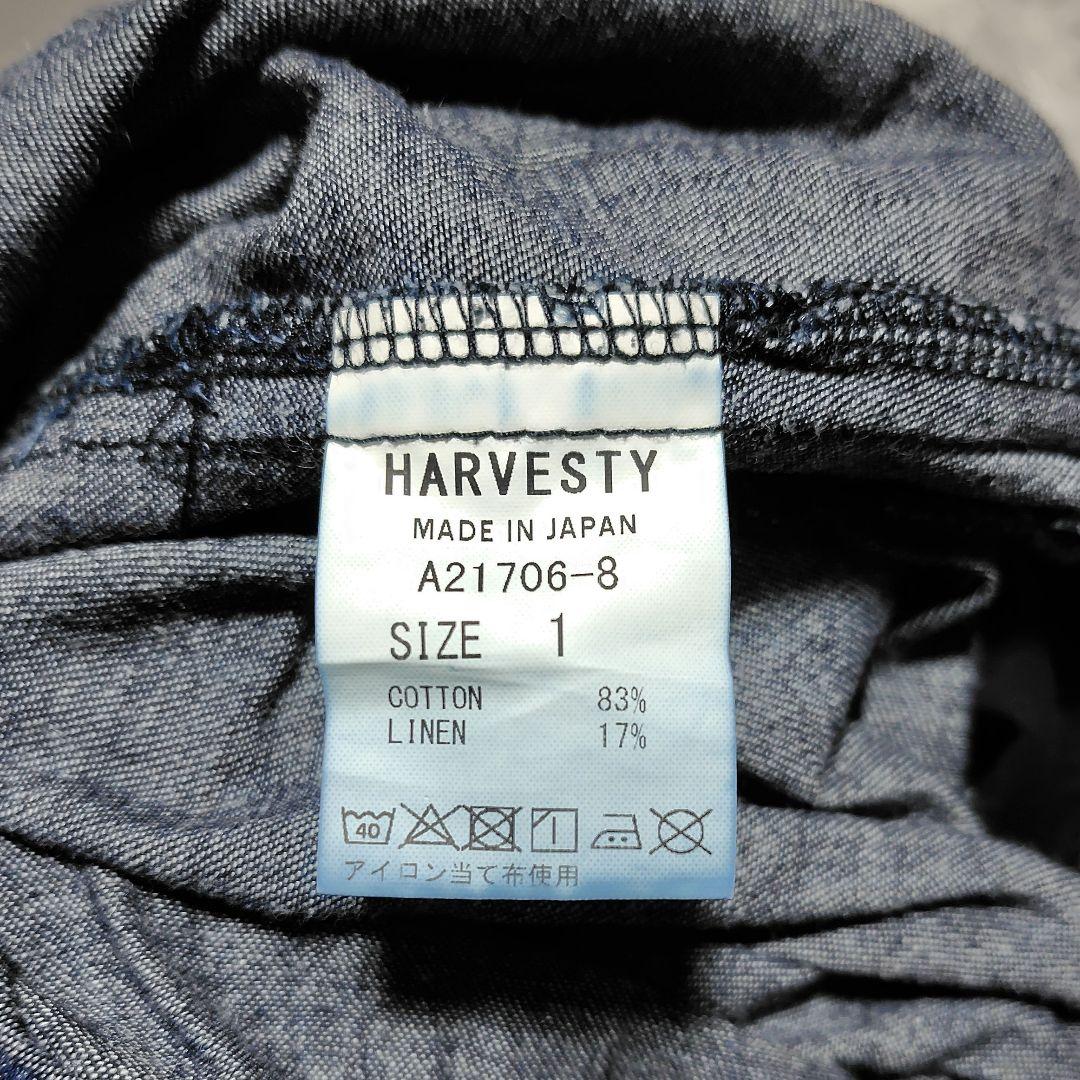 HARVESTY
MADE IN JAPAN
A21706-8
SIZE 1
COTTON 83%
LINEN 17%
40
アイロン当て布使用